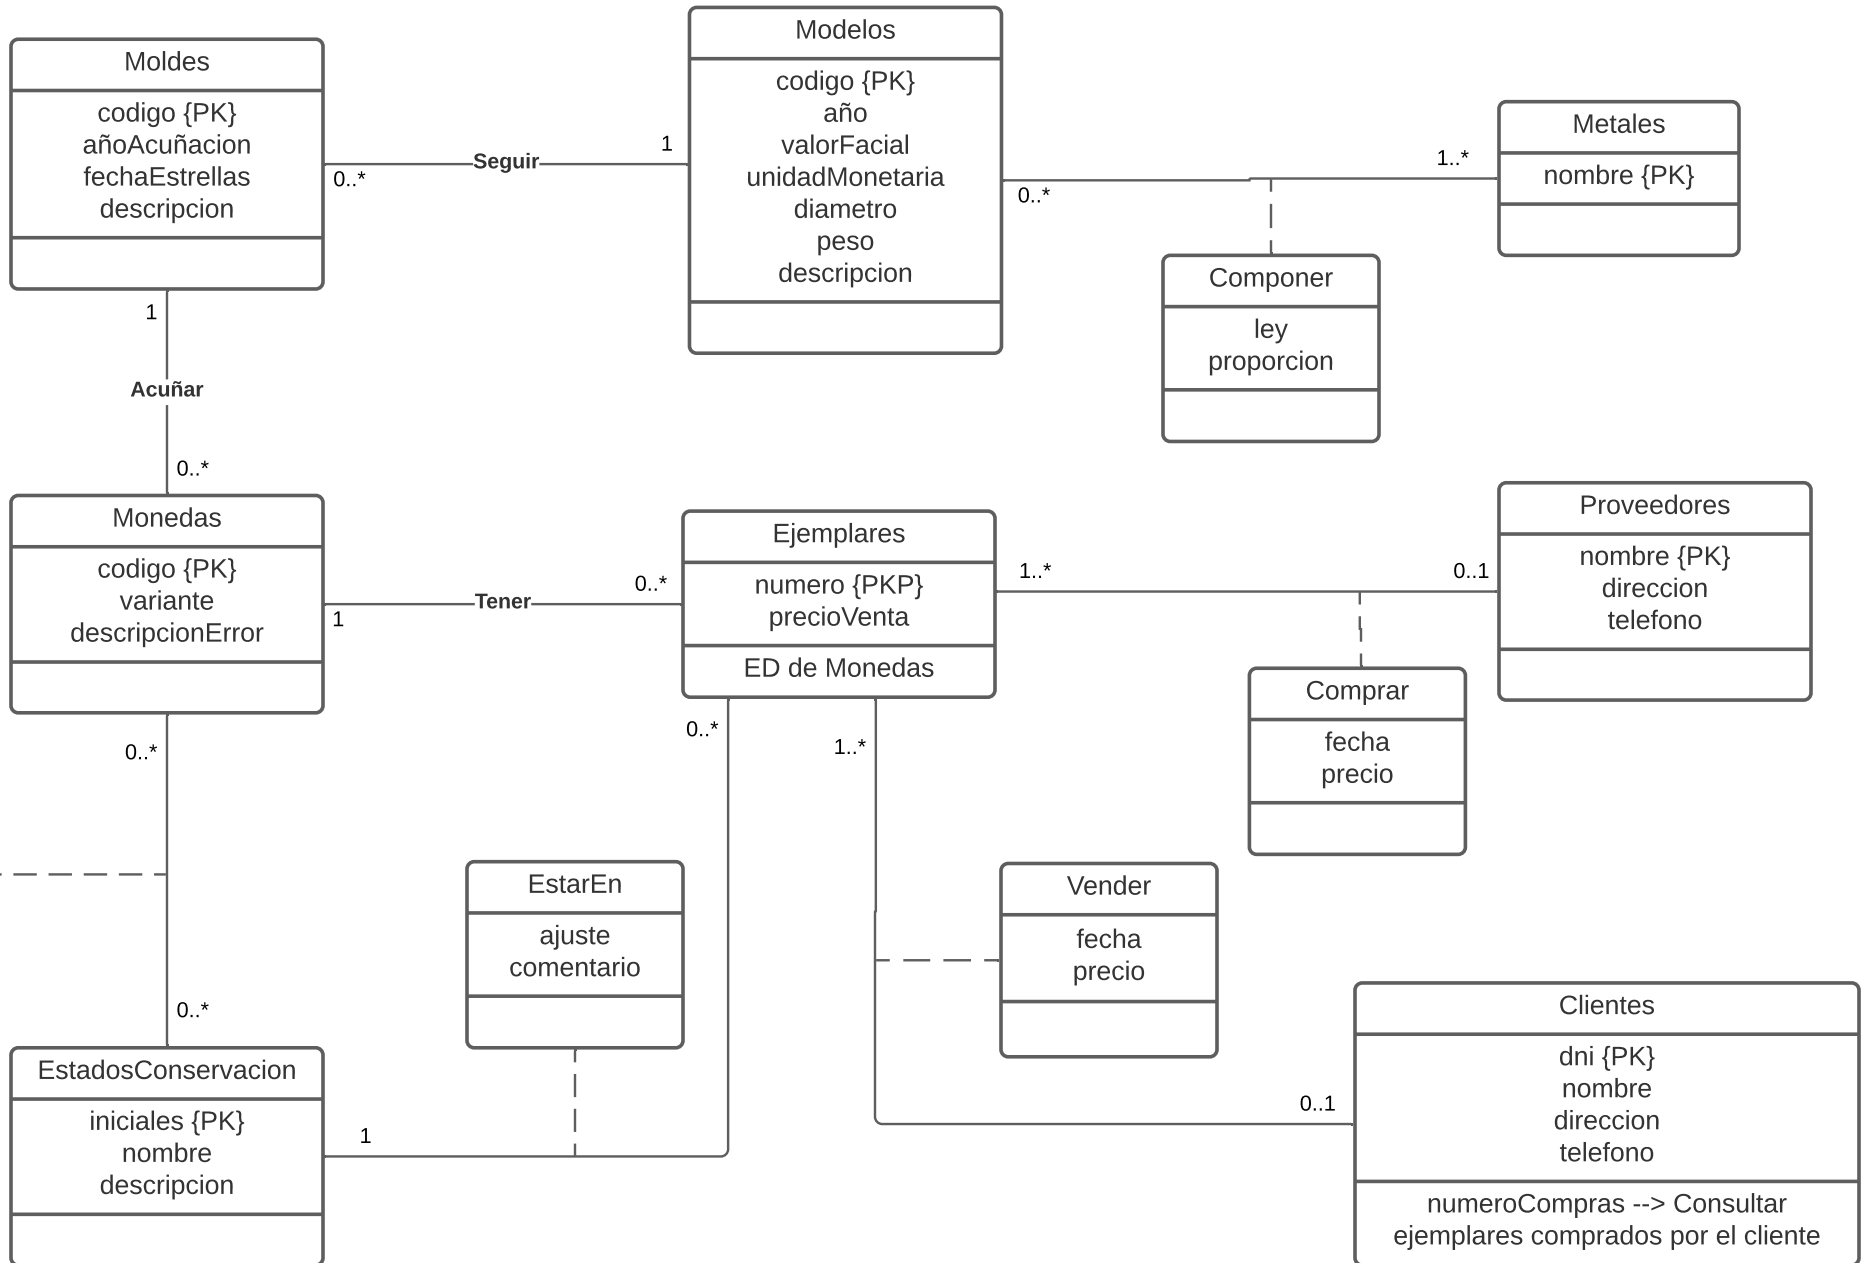 Moldes
codigo {PK}
añoAcuñacion
fechaEstrellas
descripcion
Seguir
0..*
1
Modelos
codigo {PK}
año
valorFacial
unidadMonetaria
diametro
peso
descripcion
0..*
1..*
Metales
nombre {PK}
Componer
ley
proporcion
1
Acuñar
0..*
Monedas
codigo {PK}
variante
descripcionError
1
Tener
0..*
Ejemplares
numero {PKP}
precioVenta
ED de Monedas
1..*
0..1
Proveedores
nombre {PK}
direccion
telefono
Comprar
fecha
precio
0..*
0..*
EstadosConservacion
iniciales {PK}
nombre
descripcion
1
0..*
EstarEn
ajuste
comentario
1..*
Vender
fecha
precio
0..1
Clientes
dni {PK}
nombre
direccion
telefono
numeroCompras --> Consultar
ejemplares comprados por el cliente